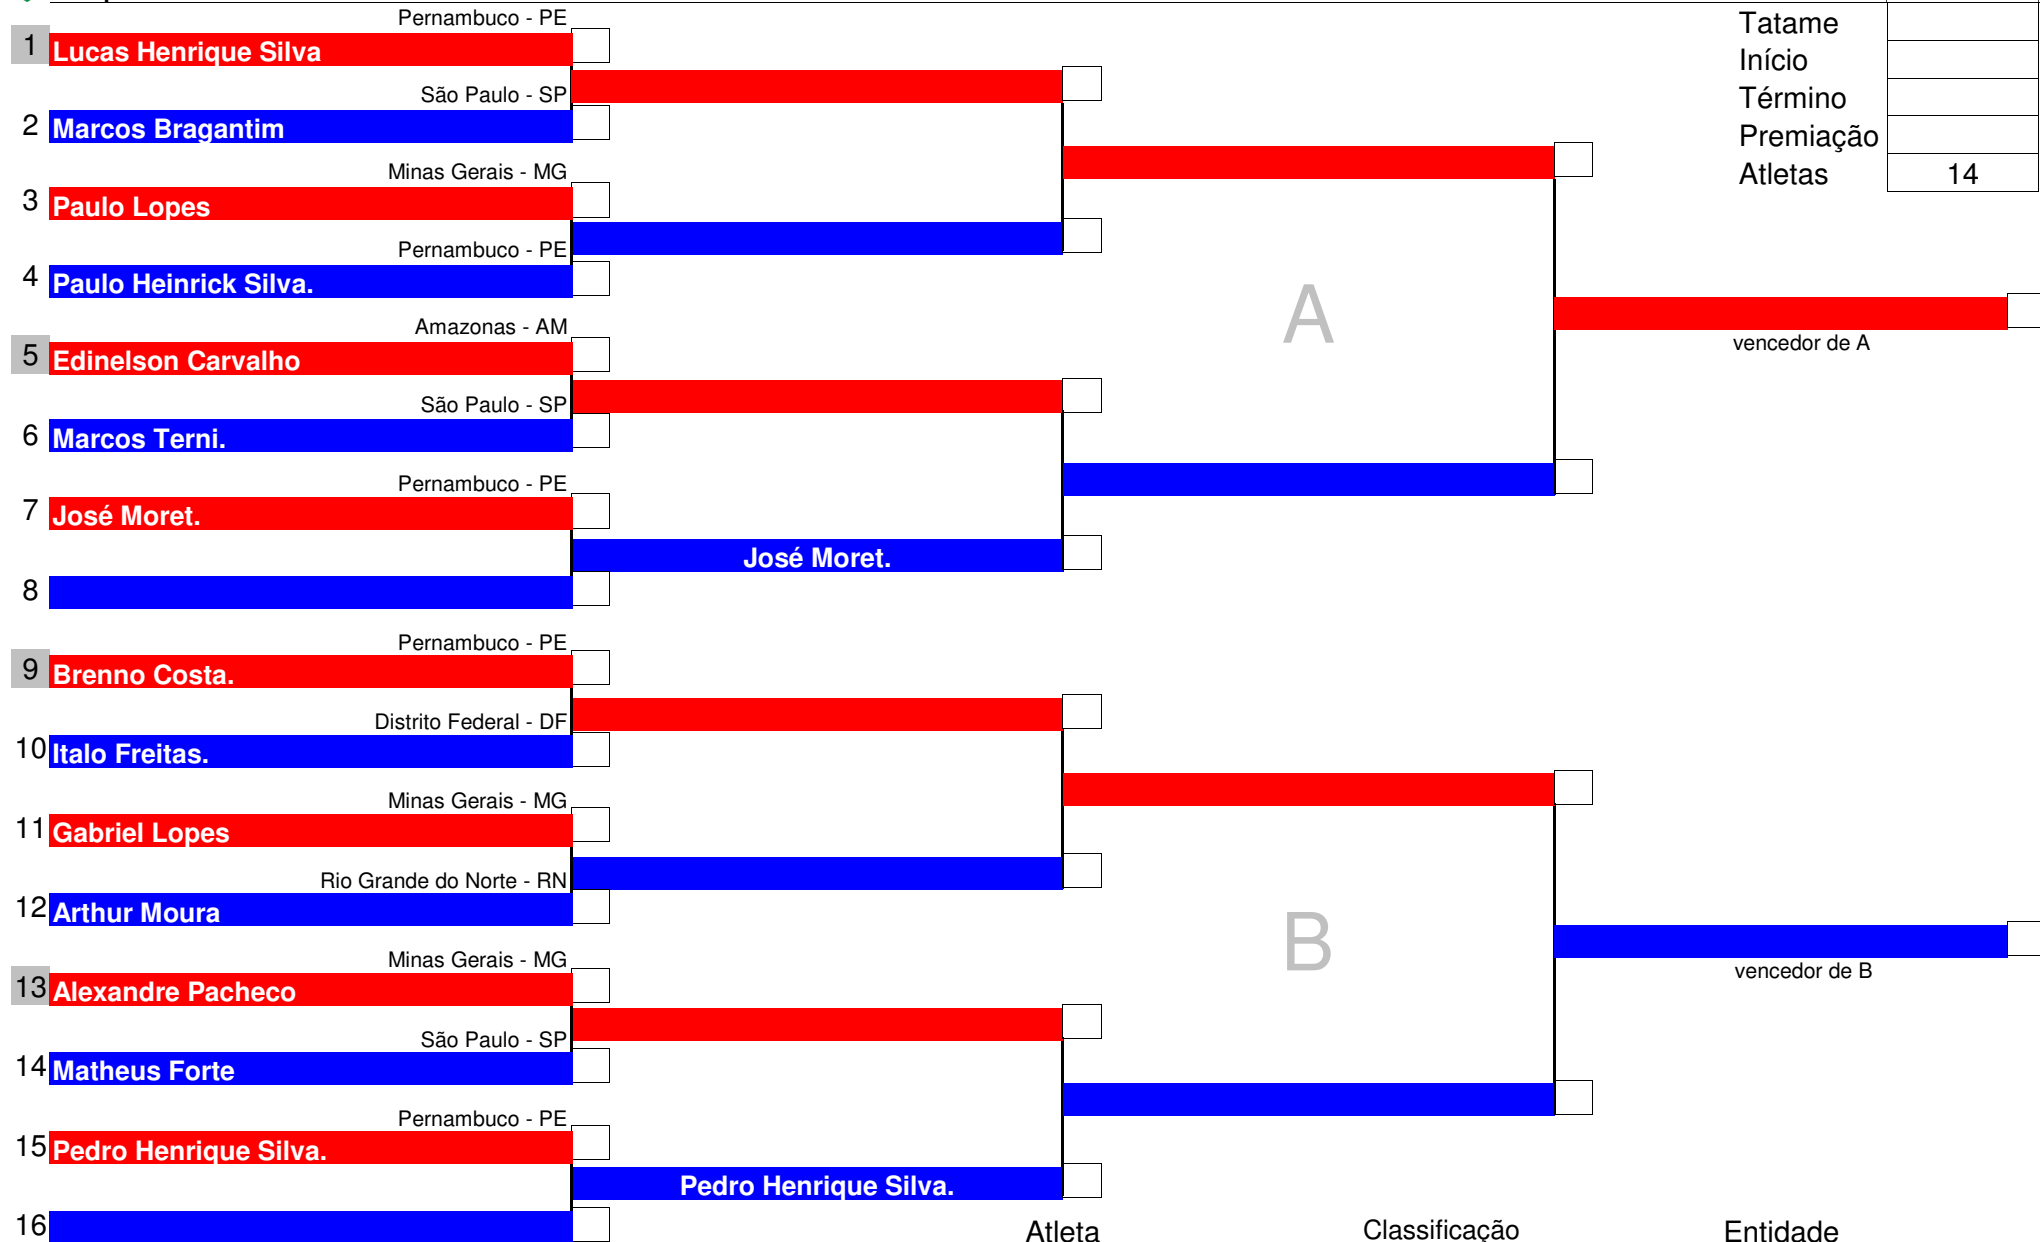 Pernambuco - PE
1 Lucas Henrique Silva
São Paulo - SP
2 Marcos Bragantim
Minas Gerais - MG
3 Paulo Lopes
Pernambuco - PE
4 Paulo Heinrick Silva.
Amazonas - AM
5 Edinelson Carvalho
São Paulo - SP
6 Marcos Terni.
Pernambuco - PE
7 José Moret.
José Moret.
8
Pernambuco - PE
9 Brenno Costa.
Distrito Federal - DF
10 Italo Freitas.
Minas Gerais - MG
11 Gabriel Lopes
Rio Grande do Norte - RN
12 Arthur Moura
Minas Gerais - MG
13 Alexandre Pacheco
São Paulo - SP
14 Matheus Forte
Pernambuco - PE
15 Pedro Henrique Silva.
Pedro Henrique Silva.
16
A
B
Tatame
Início
Término
Premiação
Atletas 14
vencedor de A
vencedor de B
Atleta Classificação Entidade